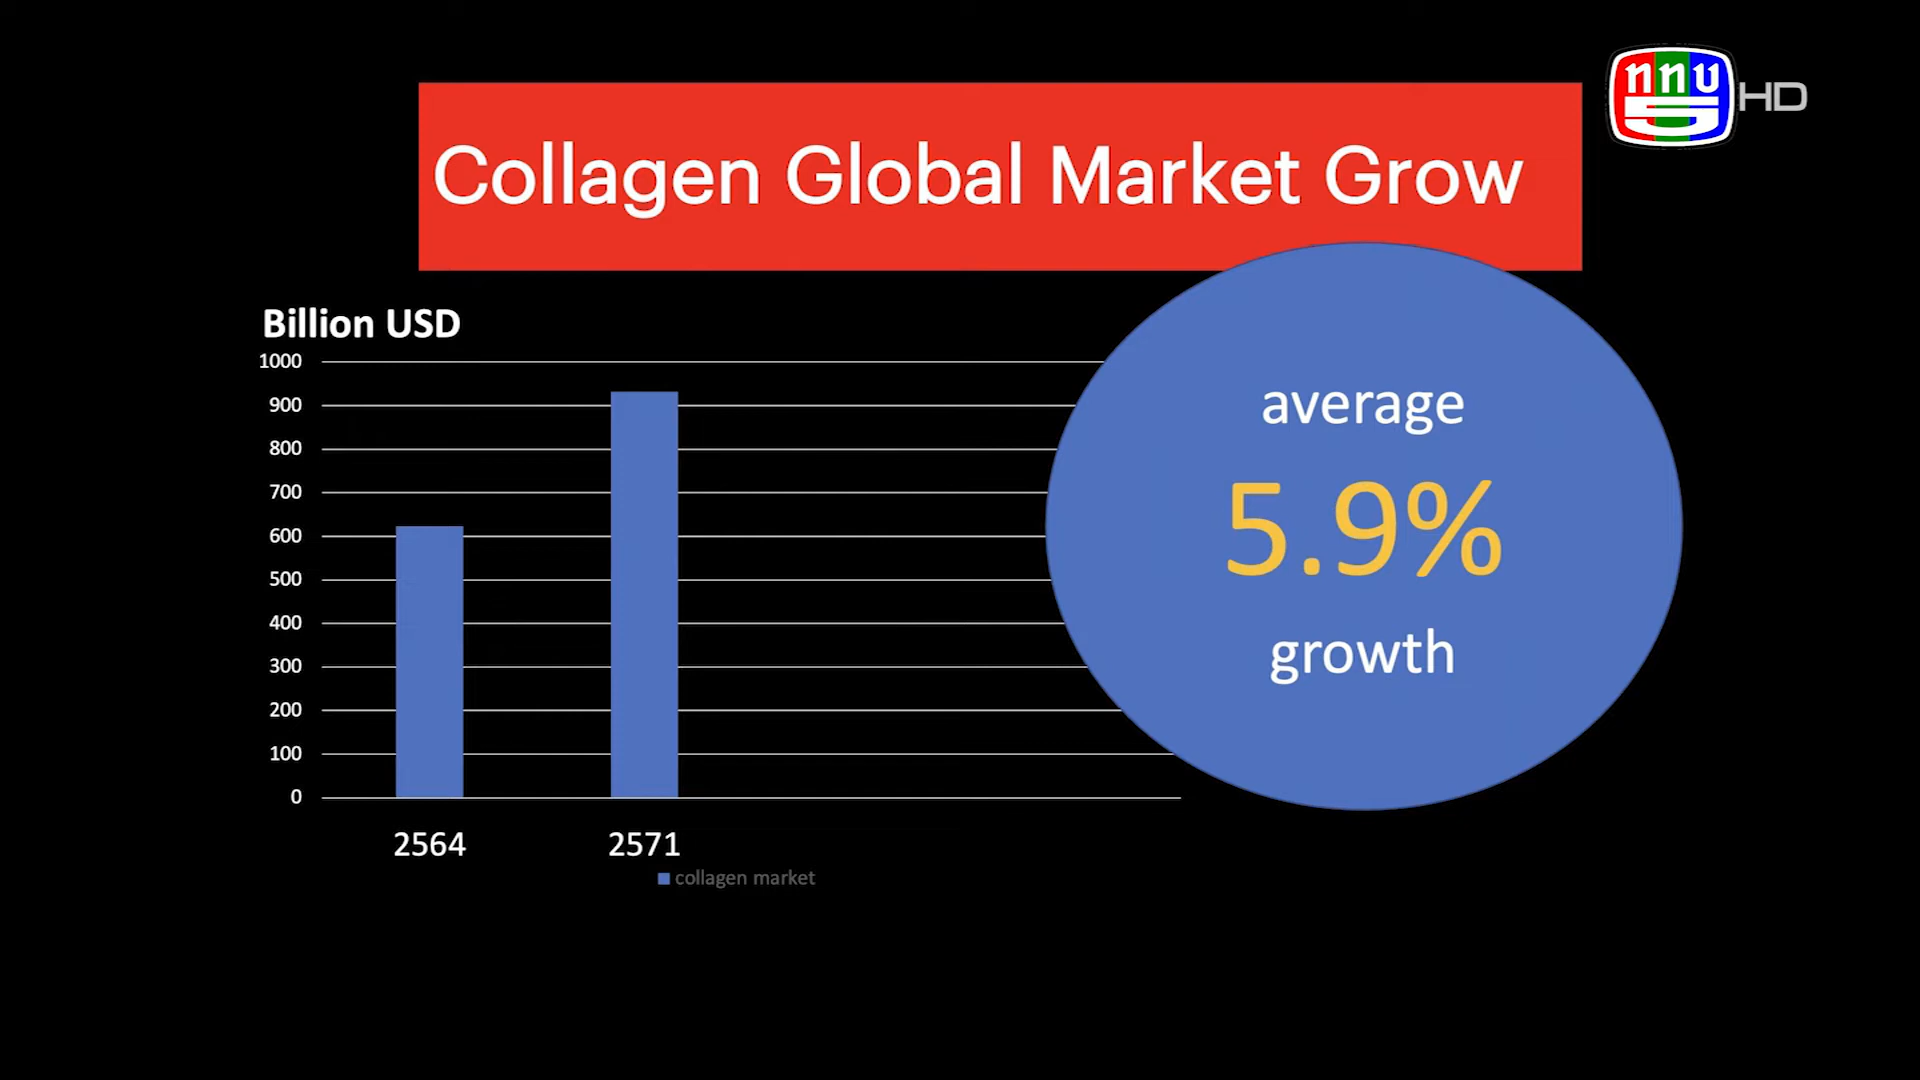 ททบ
5
HD
Collagen Global Market Grow
Billion USD
1000
900
800
700
600
500
400
300
200
100
0
2564
2571
collagen market
average
5.9%
growth